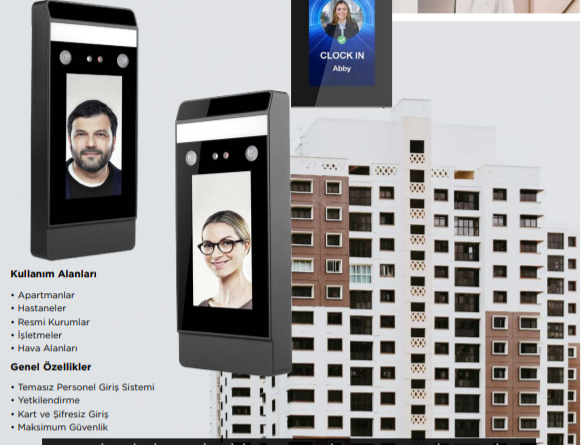 CLOCK IN
Abby
Kullanım Alanları
• Apartmanlar
• Hastaneler
• Resmi Kurumlar
• İşletmeler
• Hava Alanları
Genel Özellikler
• Temasız Personel Giriş Sistemi
• Yetkilendirme
• Kart ve Şifresiz Giriş
• Maksimum Güvenlik